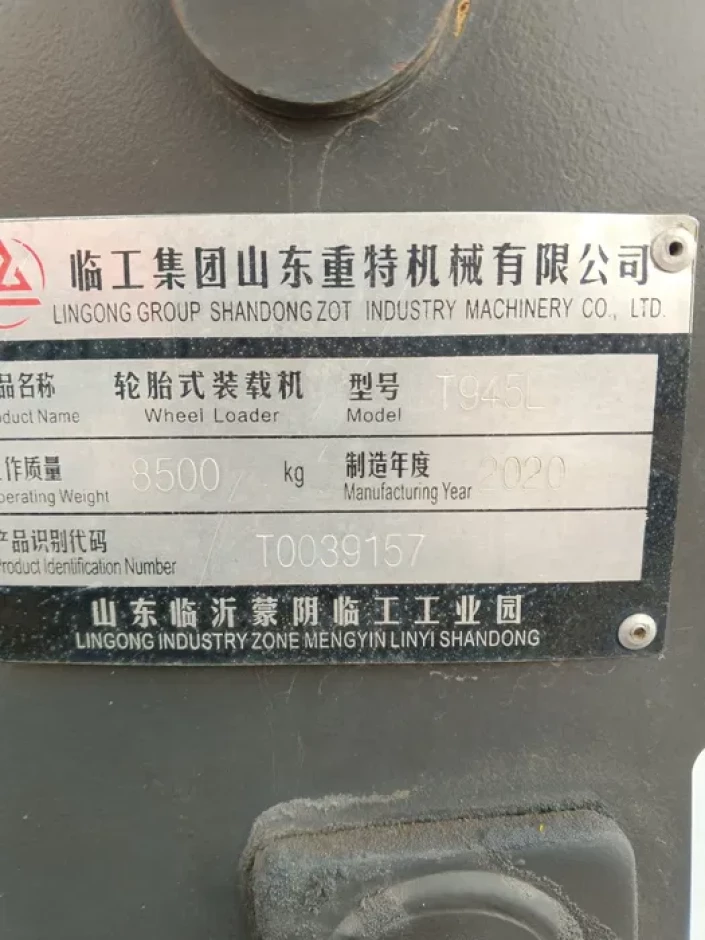 临工集团山东重特机械有限公司
LINGONG GROUP SHANDONG ZOT INDUSTRY MACHINERY CO., LTD.
品名称 轮胎式装载机 型号 T945L
oduct Name Wheel Loader Model
作质量 8500 kg 制造年度 2020
perating Weight Manufacturing Year
产品识别代码 T0039157
roduct Identification Number
山东临沂蒙阴临工工业园
LINGONG INDUSTRY ZONE MENGYIN LINYI SHANDONG